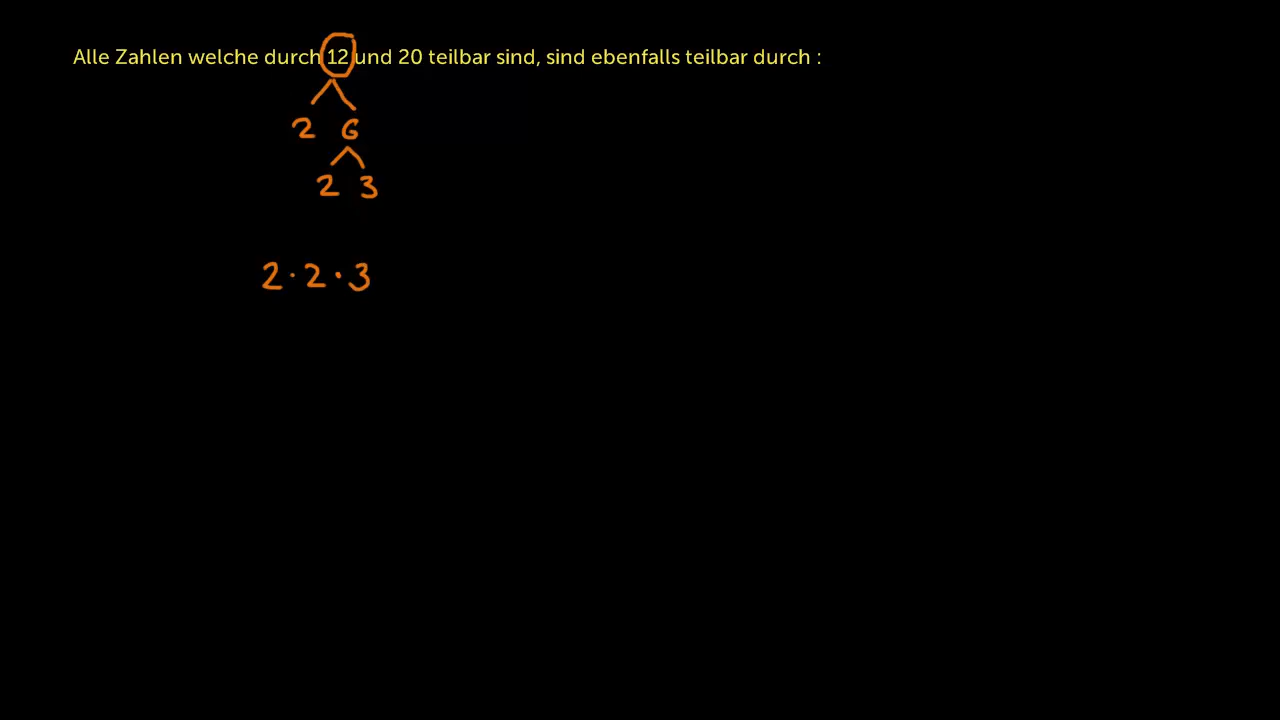 Alle Zahlen welche durch 12 und 20 teilbar sind, sind ebenfalls teilbar durch :
2 6
2 3
2 · 2 · 3